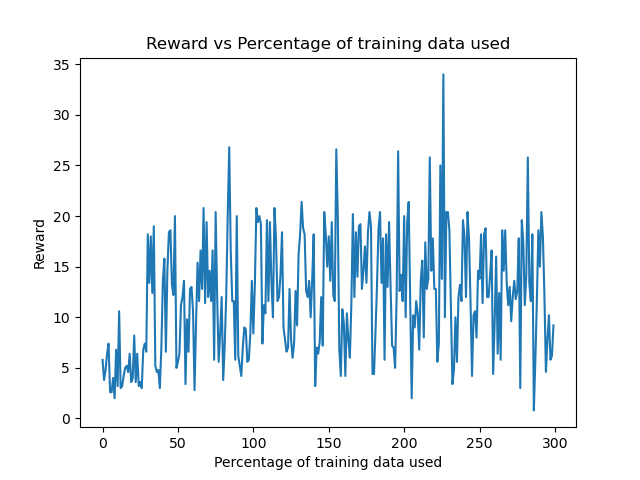 Reward vs Percentage of training data used
35
30
25
20
15
10
5
0
Reward
0 50 100 150 200 250 300
Percentage of training data used